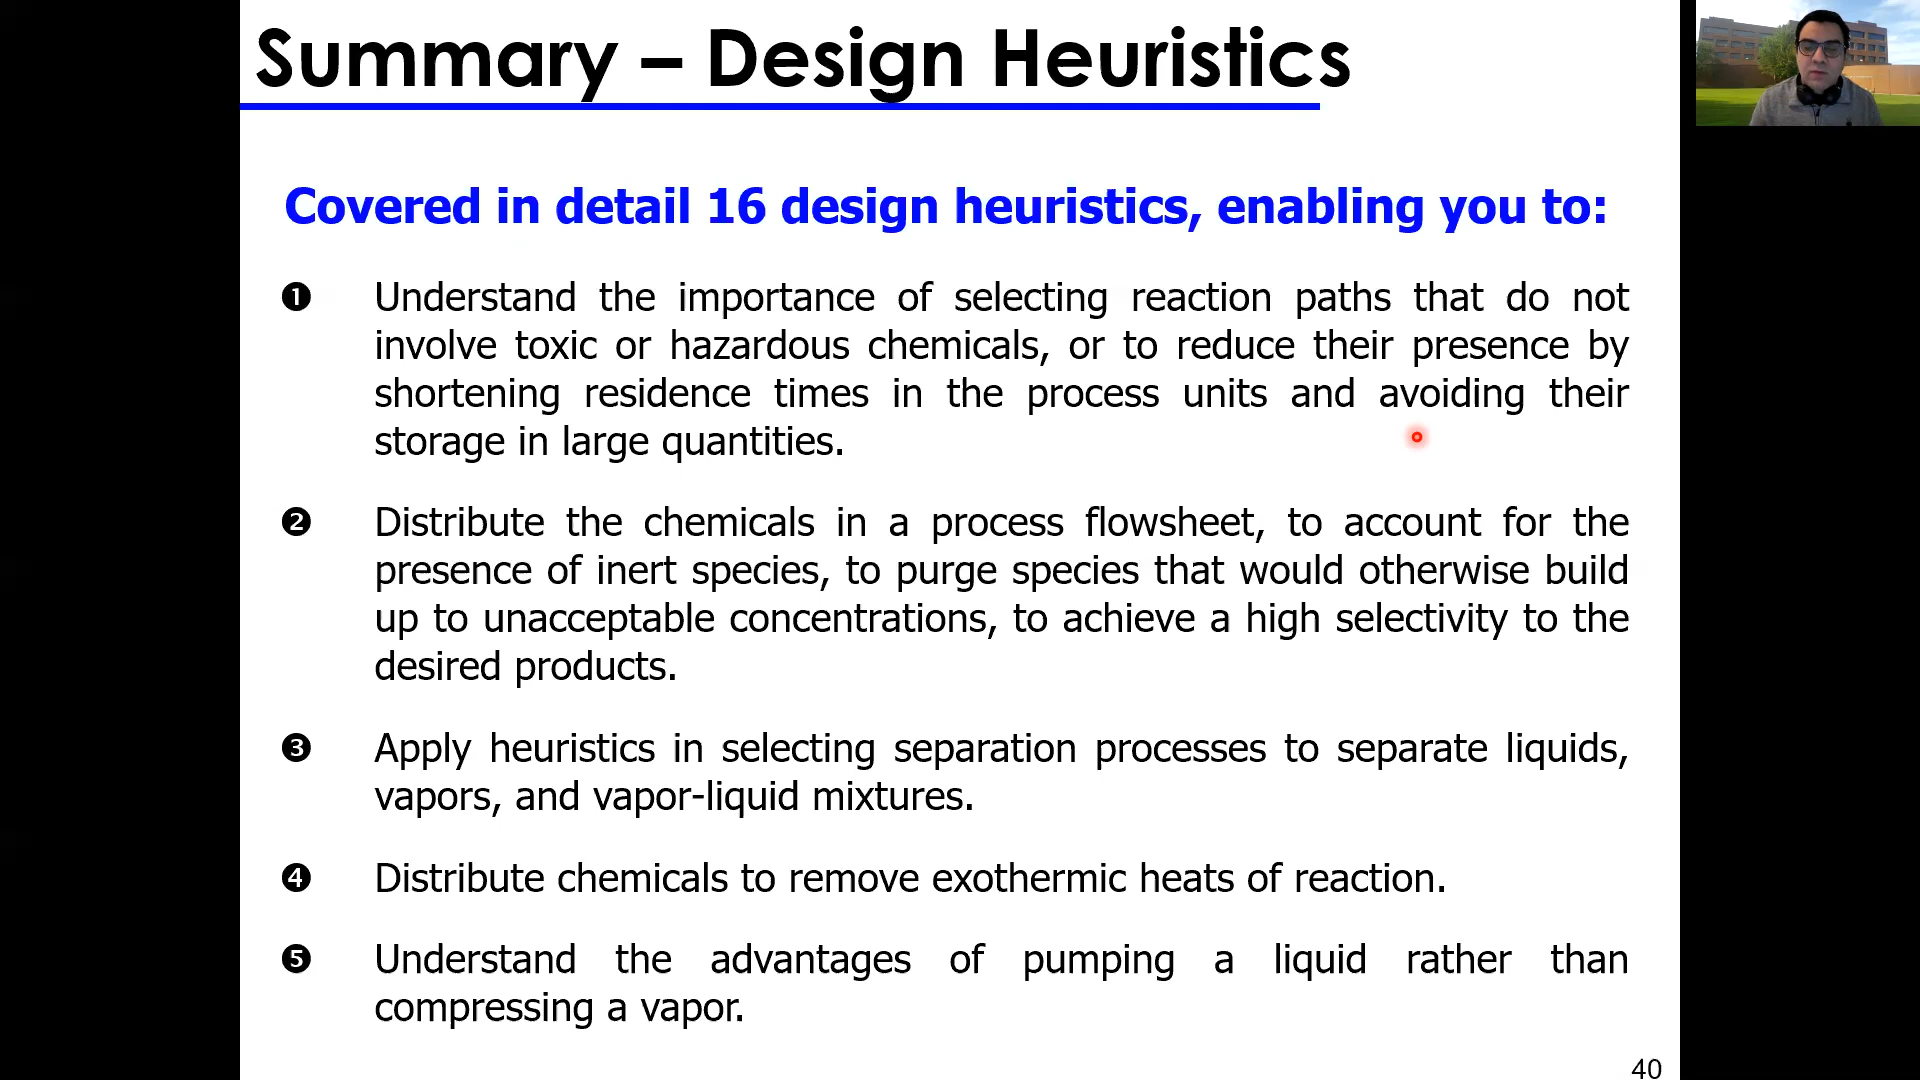 Summary – Design Heuristics
Covered in detail 16 design heuristics, enabling you to:
❶ Understand the importance of selecting reaction paths that do not
involve toxic or hazardous chemicals, or to reduce their presence by
shortening residence times in the process units and avoiding their
storage in large quantities.
❷ Distribute the chemicals in a process flowsheet, to account for the
presence of inert species, to purge species that would otherwise build
up to unacceptable concentrations, to achieve a high selectivity to the
desired products.
❸ Apply heuristics in selecting separation processes to separate liquids,
vapors, and vapor-liquid mixtures.
❹ Distribute chemicals to remove exothermic heats of reaction.
❺ Understand the advantages of pumping a liquid rather than
compressing a vapor.
40